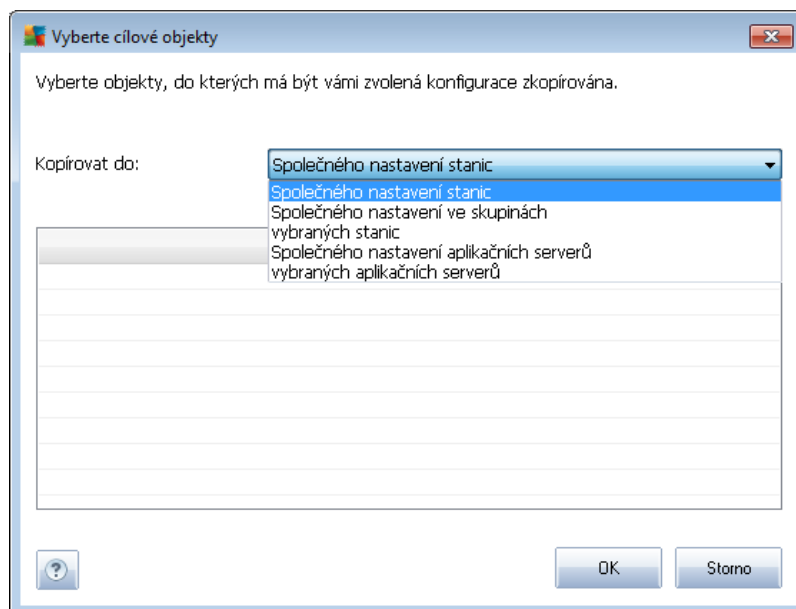 Vyberte cílové objekty
Vyberte objekty, do kterých má být vámi zvolená konfigurace zkopírována.
Kopírovat do:
Společného nastavení stanic
Společného nastavení stanic
Společného nastavení ve skupinách
vybraných stanic
Společného nastavení aplikačních serverů
vybraných aplikačních serverů
?
OK
Storno